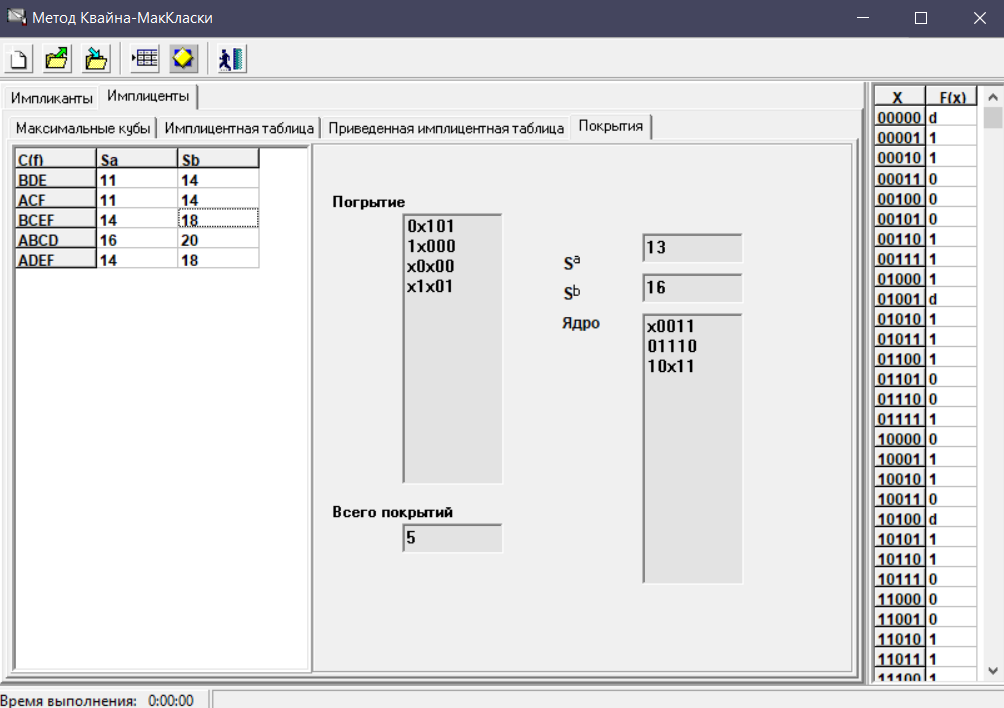 Метод Квайна-МакКласки
Импликанты Имплиценты
Максимальные кубы Имплицентная таблица Приведенная имплицентная таблица Покрытия
C(f) Sa Sb
BDE 11 14
ACF 11 14
BCEF 14 18
ABCD 16 20
ADEF 14 18
Погрытие
0x101
1x000
x0x00
x1x01
Всего покрытий
5
Sa 13
Sb 16
Ядро
x0011
01110
10x11
X F(x)
00000 d
00001 1
00010 1
00011 0
00100 0
00101 0
00110 1
00111 1
01000 1
01001 d
01010 1
01011 1
01100 1
01101 0
01110 0
01111 1
10000 0
10001 1
10010 1
10011 0
10100 d
10101 1
10110 1
10111 0
11000 0
11001 0
11010 1
11011 1
11100 1
Время выполнения: 0:00:00